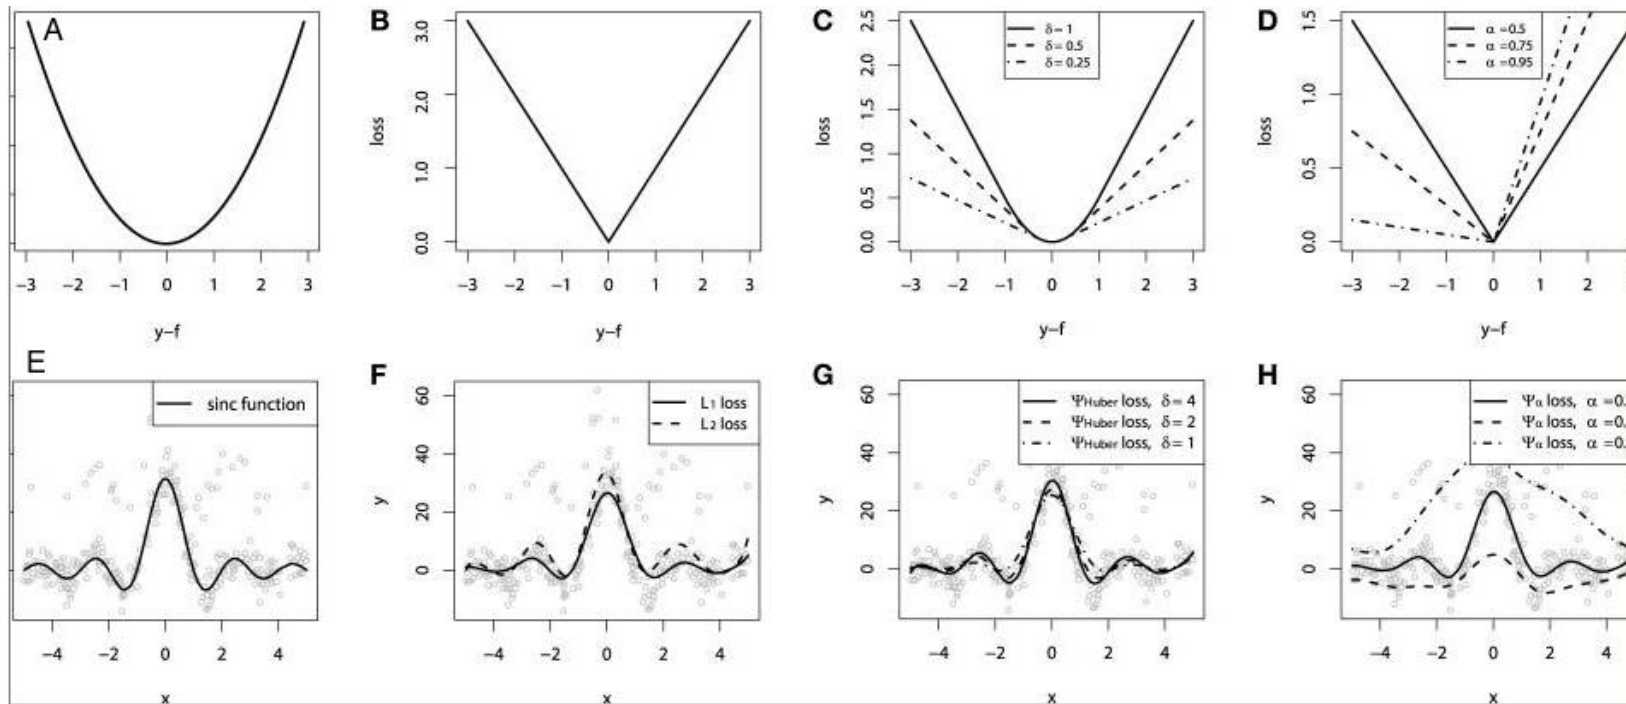 A
−3 −2 −1 0 1 2 3
y−f
B
loss
3.0
2.0
1.0
0.0
−3 −2 −1 0 1 2 3
y−f
C
loss
2.5
2.0
1.5
1.0
0.5
0.0
δ = 1
δ = 0.5
δ = 0.25
−3 −2 −1 0 1 2 3
y−f
D
loss
1.5
1.0
0.5
0.0
α =0.5
α =0.75
α =0.95
−3 −2 −1 0 1 2
y−f
E
sinc function
−4 −2 0 2 4
x
F
y
60
40
20
0
L1 loss
L2 loss
−4 −2 0 2 4
x
G
y
60
40
20
0
ΨHuber loss, δ = 4
ΨHuber loss, δ = 2
ΨHuber loss, δ = 1
−4 −2 0 2 4
x
H
y
60
40
20
0
Ψα loss, α =0.
Ψα loss, α =0.
Ψα loss, α =0.
−4 −2 0 2 4
x